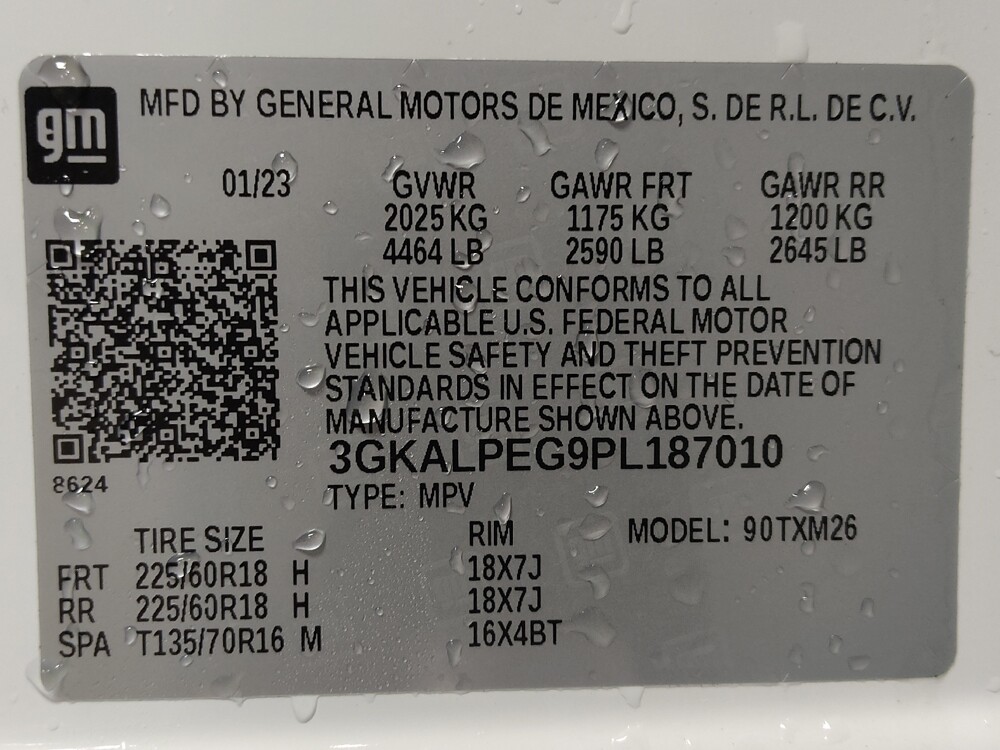 gm
MFD BY GENERAL MOTORS DE MEXICO, S. DE R.L. DE C.V.
01/23 GVWR GAWR FRT GAWR RR
2025 KG 1175 KG 1200 KG
4464 LB 2590 LB 2645 LB
THIS VEHICLE CONFORMS TO ALL
APPLICABLE U.S. FEDERAL MOTOR
VEHICLE SAFETY AND THEFT PREVENTION
STANDARDS IN EFFECT ON THE DATE OF
MANUFACTURE SHOWN ABOVE.
3GKALPEG9PL187010
8624
TYPE: MPV
TIRE SIZE RIM MODEL: 90TXM26
FRT 225/60R18 H 18X7J
RR 225/60R18 H 18X7J
SPA T135/70R16 M 16X4BT